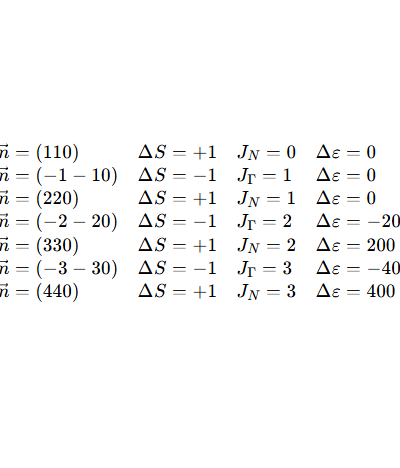 n⃗ = (110) ΔS = +1 J_N = 0 Δε = 0
n⃗ = (−1 − 10) ΔS = −1 J_Γ = 1 Δε = 0
n⃗ = (220) ΔS = +1 J_N = 1 Δε = 0
n⃗ = (−2 − 20) ΔS = −1 J_Γ = 2 Δε = −20
n⃗ = (330) ΔS = +1 J_N = 2 Δε = 200
n⃗ = (−3 − 30) ΔS = −1 J_Γ = 3 Δε = −40
n⃗ = (440) ΔS = +1 J_N = 3 Δε = 400